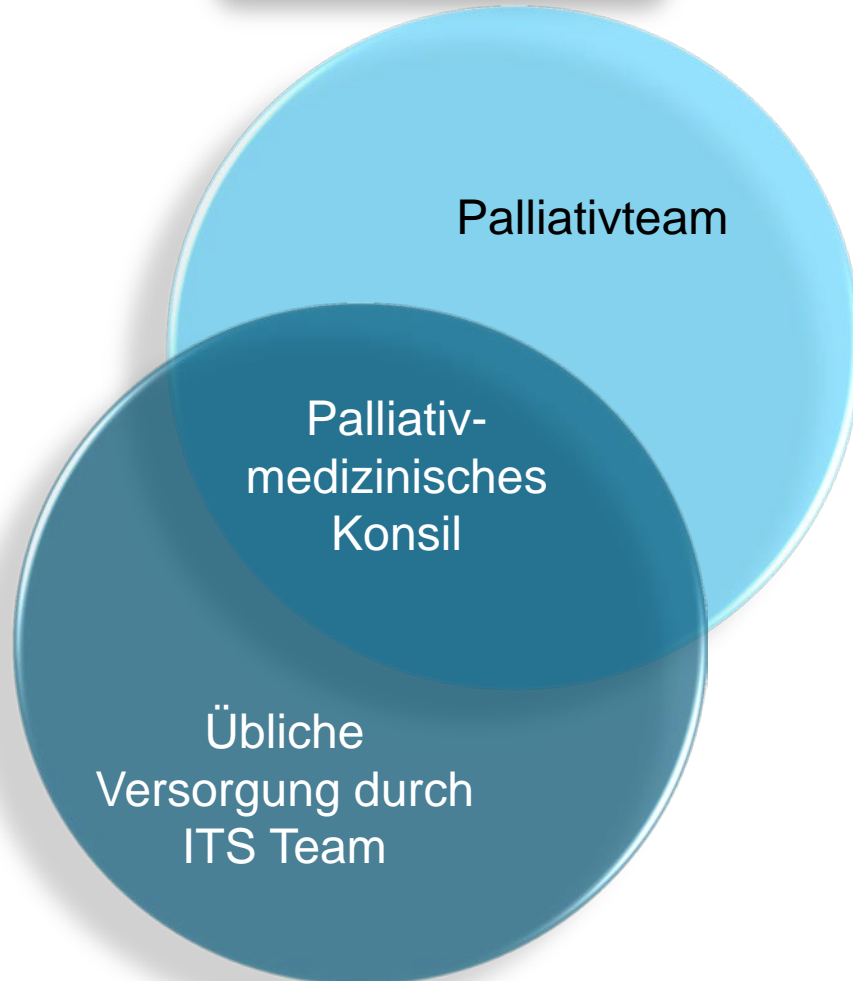 Palliativteam
Palliativ-
medizinisches
Konsil
Übliche
Versorgung durch
ITS Team